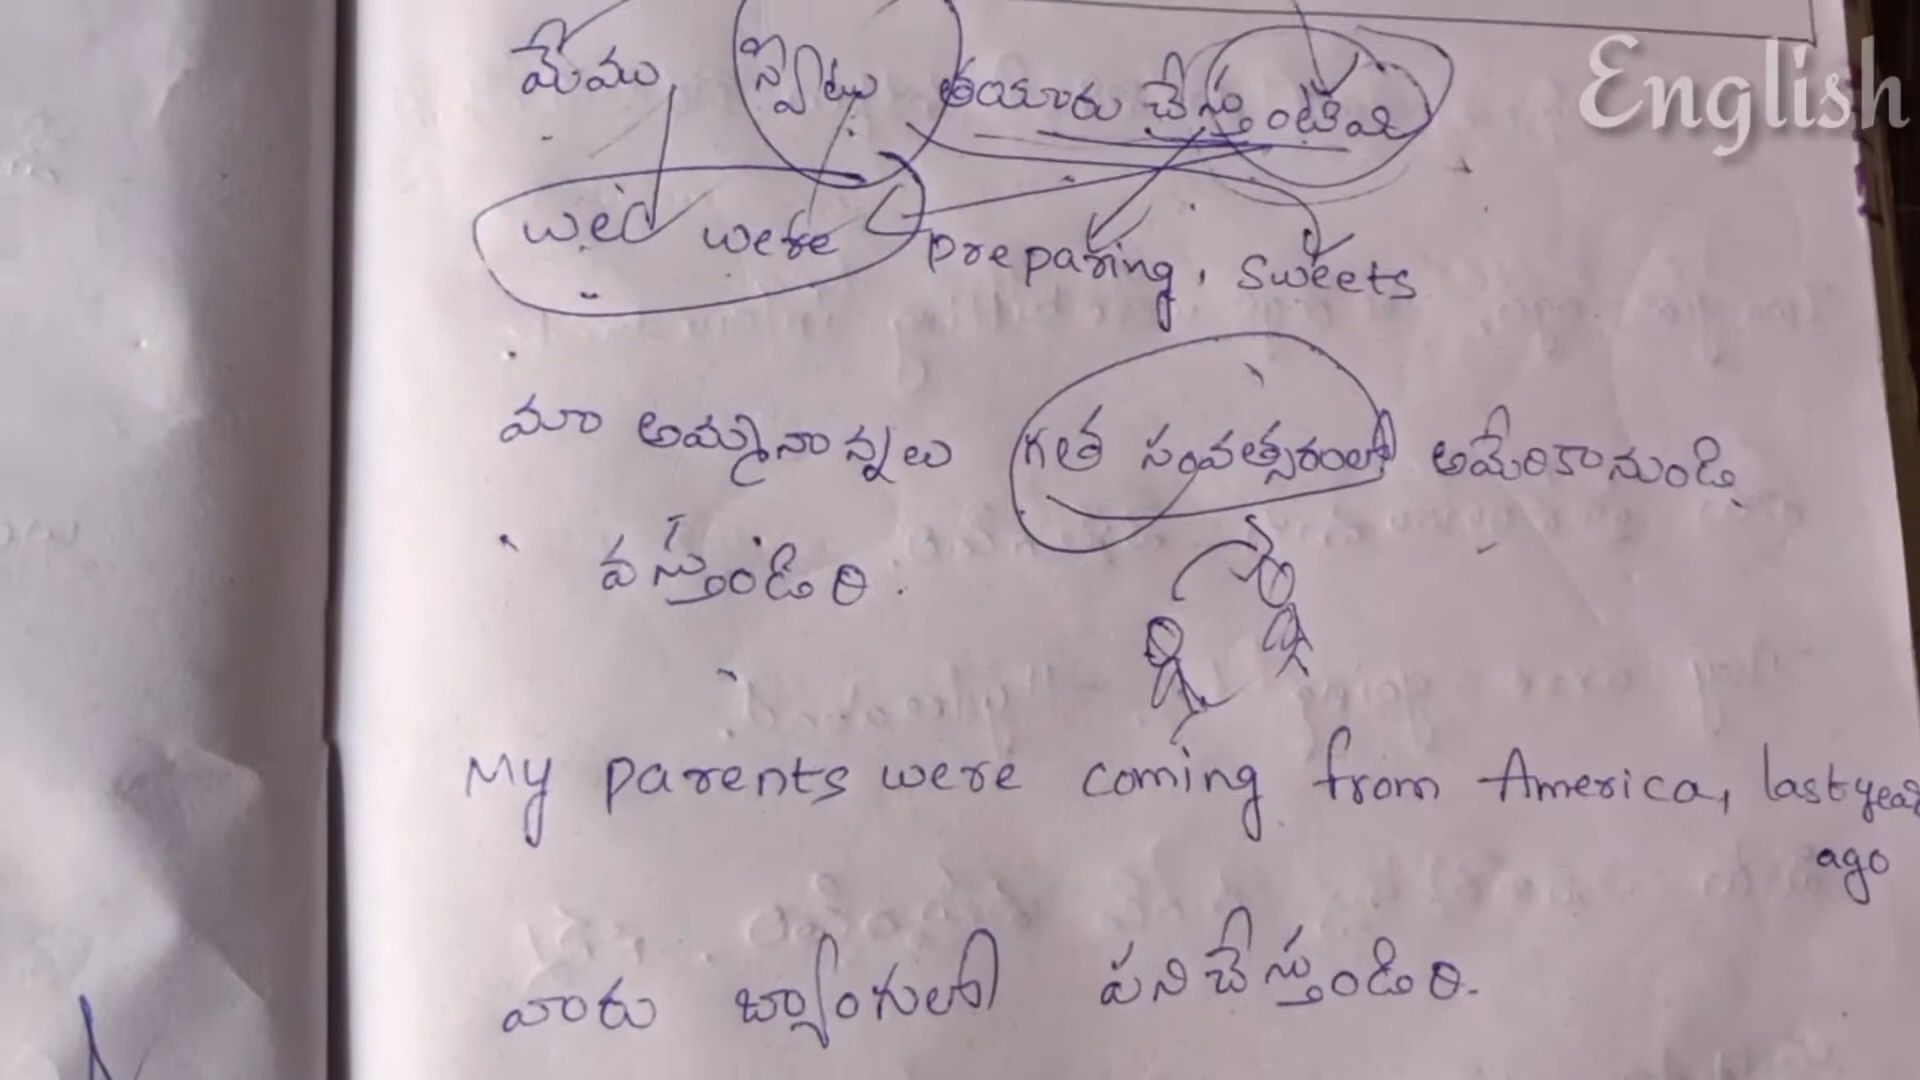 English
మేము స్వీట్లు తయారు చేస్తుంటిమి
we were preparing, sweets
మా అమ్మానాన్నలు గత సంవత్సరంలో అమేరికానుండి
వస్తుండిరి.
My parents were coming from America, last year
ago
వారు బ్యాంగులో పనిచేస్తుండిరి.